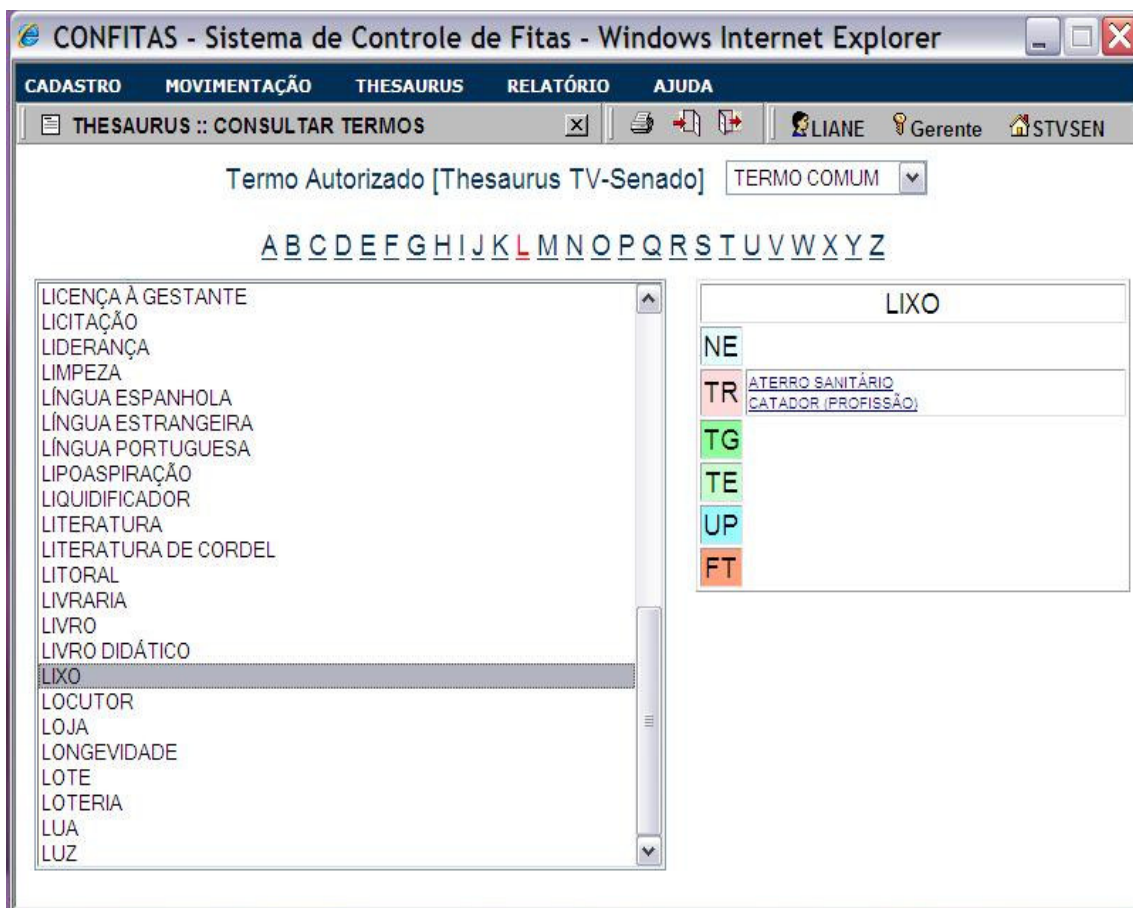 CONFITAS - Sistema de Controle de Fitas - Windows Internet Explorer
CADASTRO MOVIMENTAÇÃO THESAURUS RELATÓRIO AJUDA
THESAURUS :: CONSULTAR TERMOS LIANE Gerente STVSEN
Termo Autorizado [Thesaurus TV-Senado] TERMO COMUM
A B C D E F G H I J K L M N O P Q R S T U V W X Y Z
LICENÇA À GESTANTE
LICITAÇÃO
LIDERANÇA
LIMPEZA
LÍNGUA ESPANHOLA
LÍNGUA ESTRANGEIRA
LÍNGUA PORTUGUESA
LIPOASPIRAÇÃO
LIQUIDIFICADOR
LITERATURA
LITERATURA DE CORDEL
LITORAL
LIVRARIA
LIVRO
LIVRO DIDÁTICO
LIXO
LOCUTOR
LOJA
LONGEVIDADE
LOTE
LOTERIA
LUA
LUZ
LIXO
NE
TR ATERRO SANITÁRIO
CATADOR (PROFISSÃO)
TG
TE
UP
FT